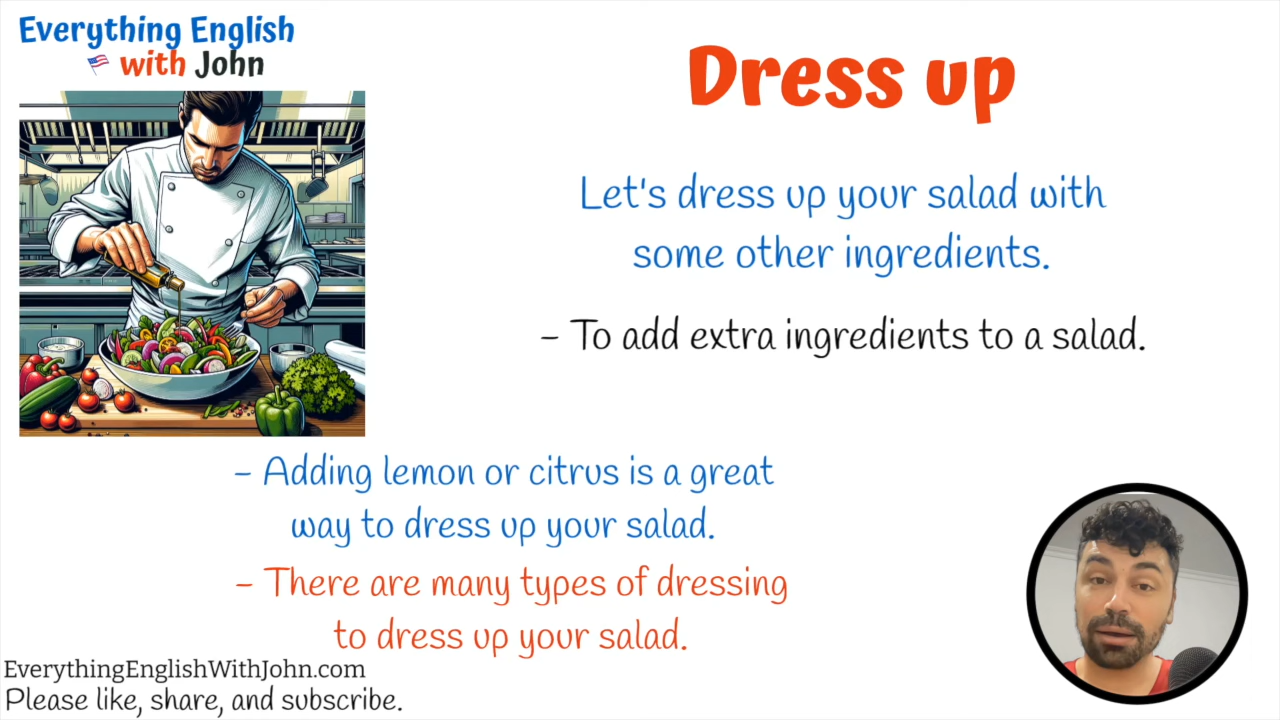 Everything English
with John
Dress up
Let's dress up your salad with
some other ingredients.
- To add extra ingredients to a salad.
- Adding lemon or citrus is a great
way to dress up your salad.
- There are many types of dressing
to dress up your salad.
EverythingEnglishWithJohn.com
Please like, share, and subscribe.